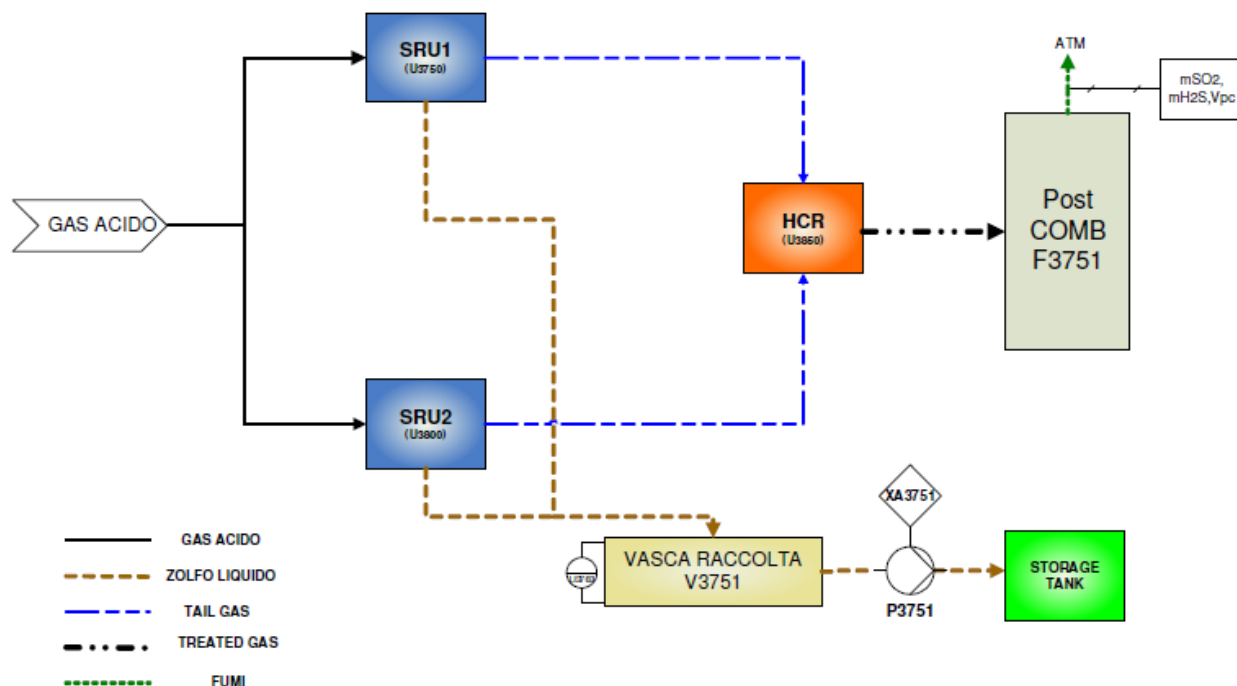 SRU1
(U3750)
ATM
mSO2,
mH2S,Vpc
GAS ACIDO
HCR
(U3850)
Post
COMB
F3751
SRU2
(U3800)
XA3751
VASCA RACCOLTA
V3751
P3751
STORAGE
TANK
GAS ACIDO
ZOLFO LIQUIDO
TAIL GAS
TREATED GAS
FUMI